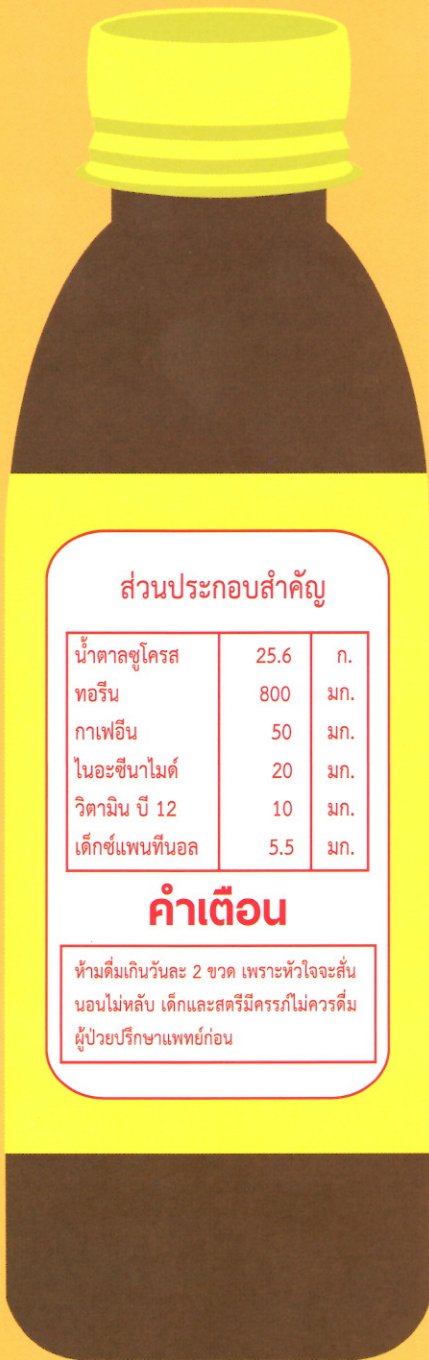 ส่วนประกอบสำคัญ
น้ำตาลซูโครส 25.6 ก.
ทอรีน 800 มก.
กาเฟอีน 50 มก.
ไนอะซีนาไมด์ 20 มก.
วิตามิน บี 12 10 มก.
เด็กซ์แพนทีนอล 5.5 มก.
คำเตือน
ห้ามดื่มเกินวันละ 2 ขวด เพราะหัวใจจะสั่น
นอนไม่หลับ เด็กและสตรีมีครรภ์ไม่ควรดื่ม
ผู้ป่วยปรึกษาแพทย์ก่อน